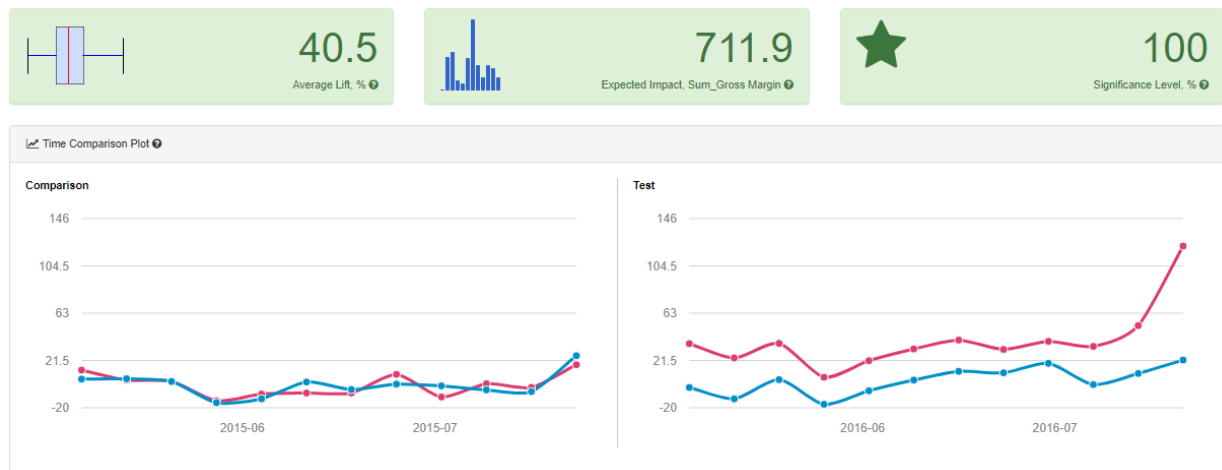 40.5
Average Lift, %
711.9
Expected Impact, Sum_Gross Margin
100
Significance Level, %
Time Comparison Plot
Comparison
146
104.5
63
21.5
-20
2015-06
2015-07
Test
146
104.5
63
21.5
-20
2016-06
2016-07